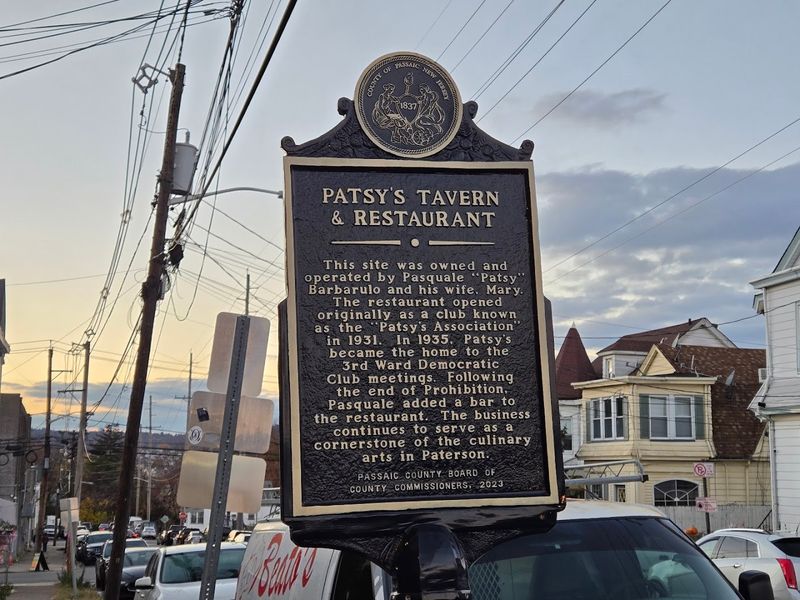 COUNTY OF PASSAIC NEW JERSEY
1837
PATSY'S TAVERN
& RESTAURANT
This site was owned and
operated by Pasquale "Patsy"
Barbarulo and his wife, Mary.
The restaurant opened
originally as a club known
as the "Patsy's Association"
in 1931. In 1935, Patsy's
became the home to the
3rd Ward Democratic
Club meetings. Following
the end of Prohibition,
Pasquale added a bar to
the restaurant. The business
continues to serve as a
cornerstone of the culinary
arts in Paterson.
PASSAIC COUNTY BOARD OF
COUNTY COMMISSIONERS, 2023
Beato's